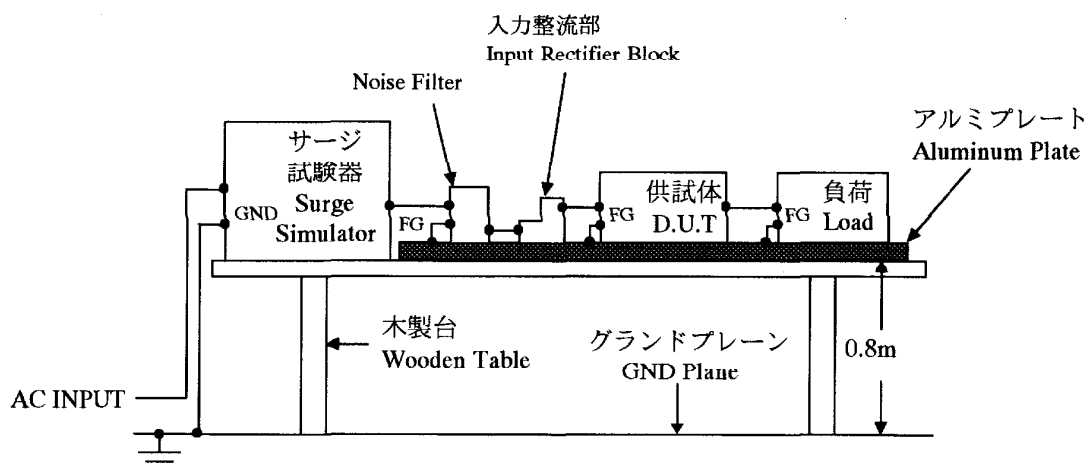 入力整流部
Input Rectifier Block
Noise Filter
サージ
試験器
Surge
Simulator
GND
FG
FG
供試体
D.U.T
FG
負荷
Load
アルミプレート
Aluminum Plate
木製台
Wooden Table
グランドプレーン
GND Plane
0.8m
AC INPUT